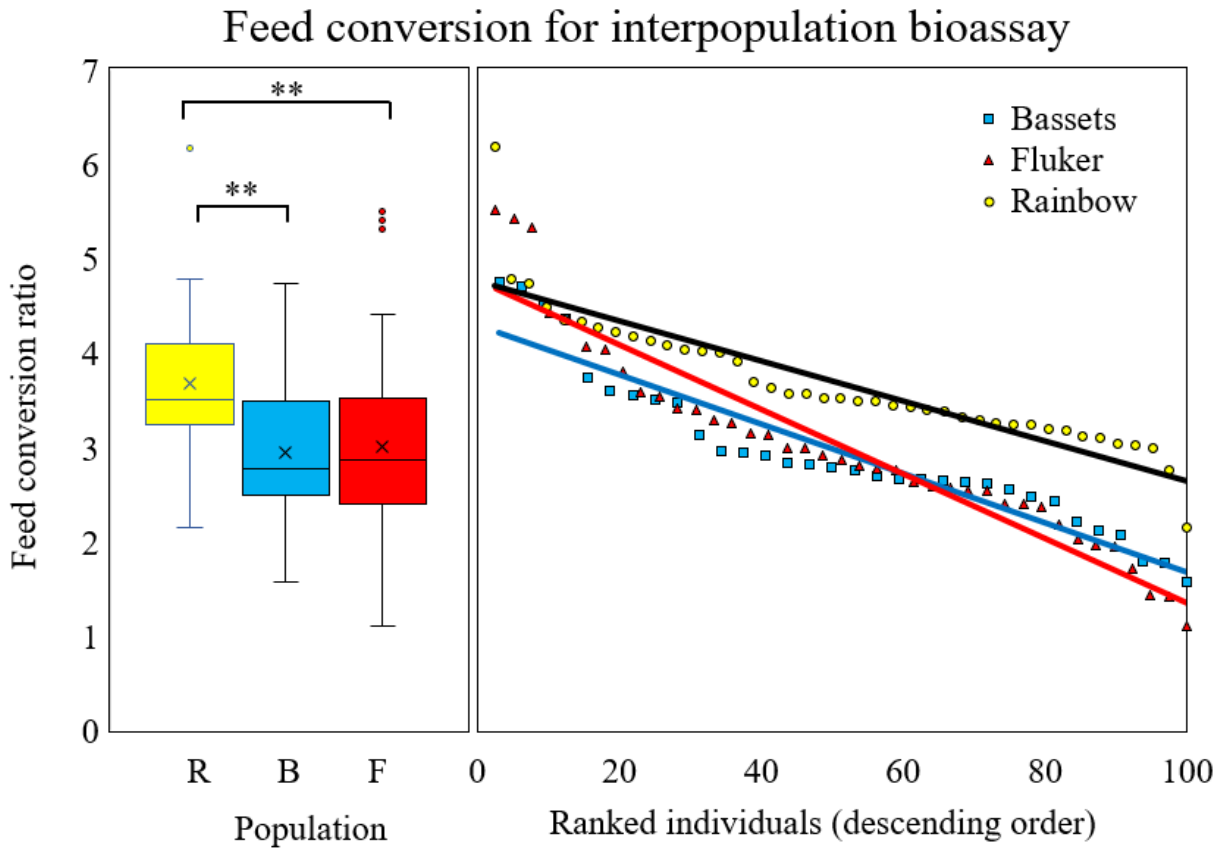 Feed conversion for interpopulation bioassay
Feed conversion ratio
7
6
5
4
3
2
1
0
**
**
R B F
Population
Bassets
Fluker
Rainbow
0 20 40 60 80 100
Ranked individuals (descending order)